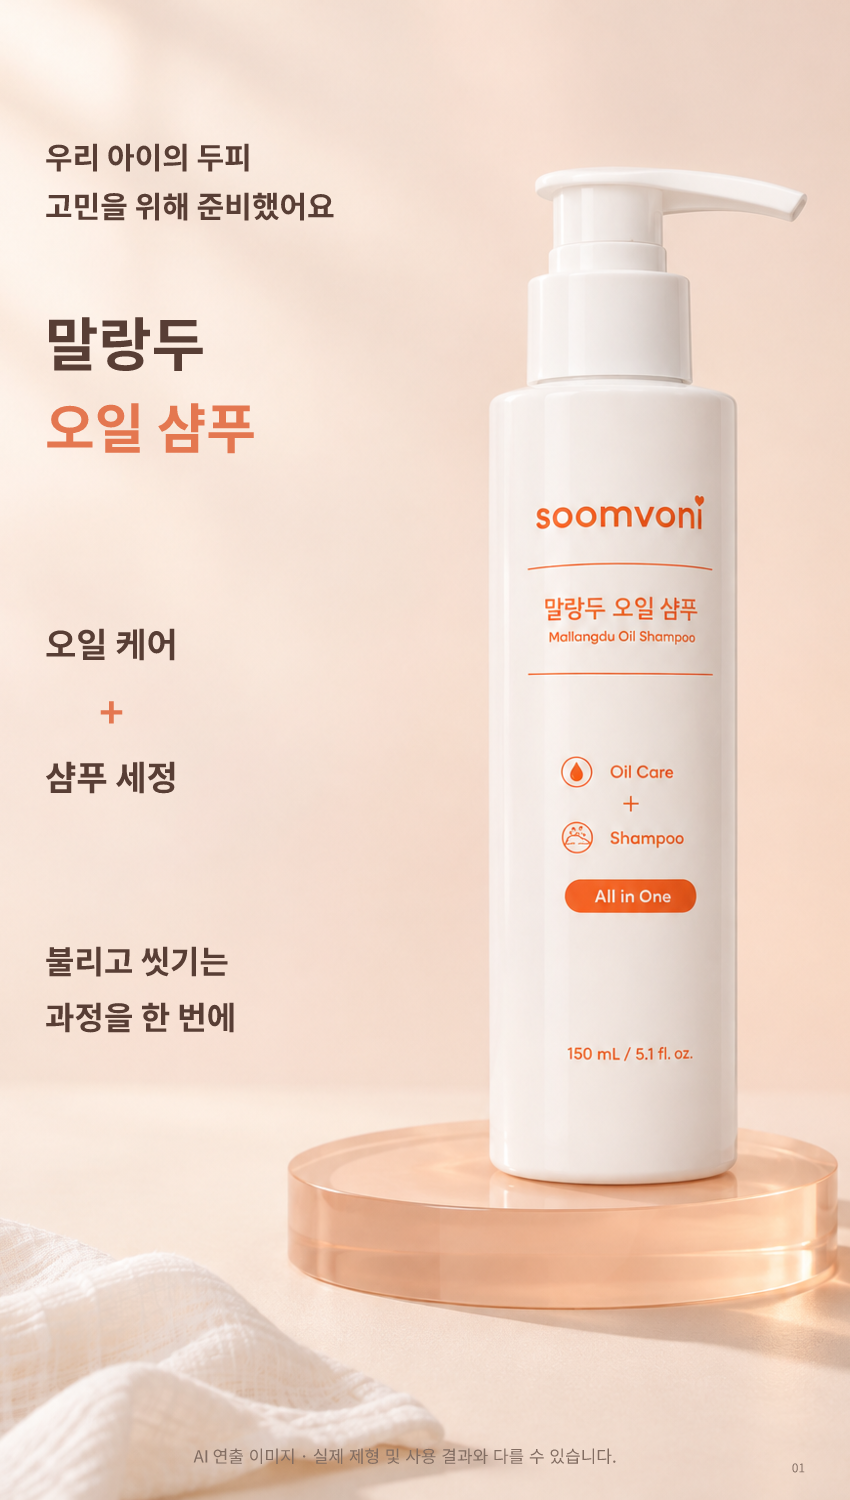 우리 아이의 두피
고민을 위해 준비했어요
말랑두
오일 샴푸
오일 케어
+
샴푸 세정
불리고 씻기는
과정을 한 번에
soomvoni
말랑두 오일 샴푸
Mallangdu Oil Shampoo
Oil Care
+
Shampoo
All in One
150 mL / 5.1 fl. oz.
AI 연출 이미지 · 실제 제형 및 사용 결과와 다를 수 있습니다.
01